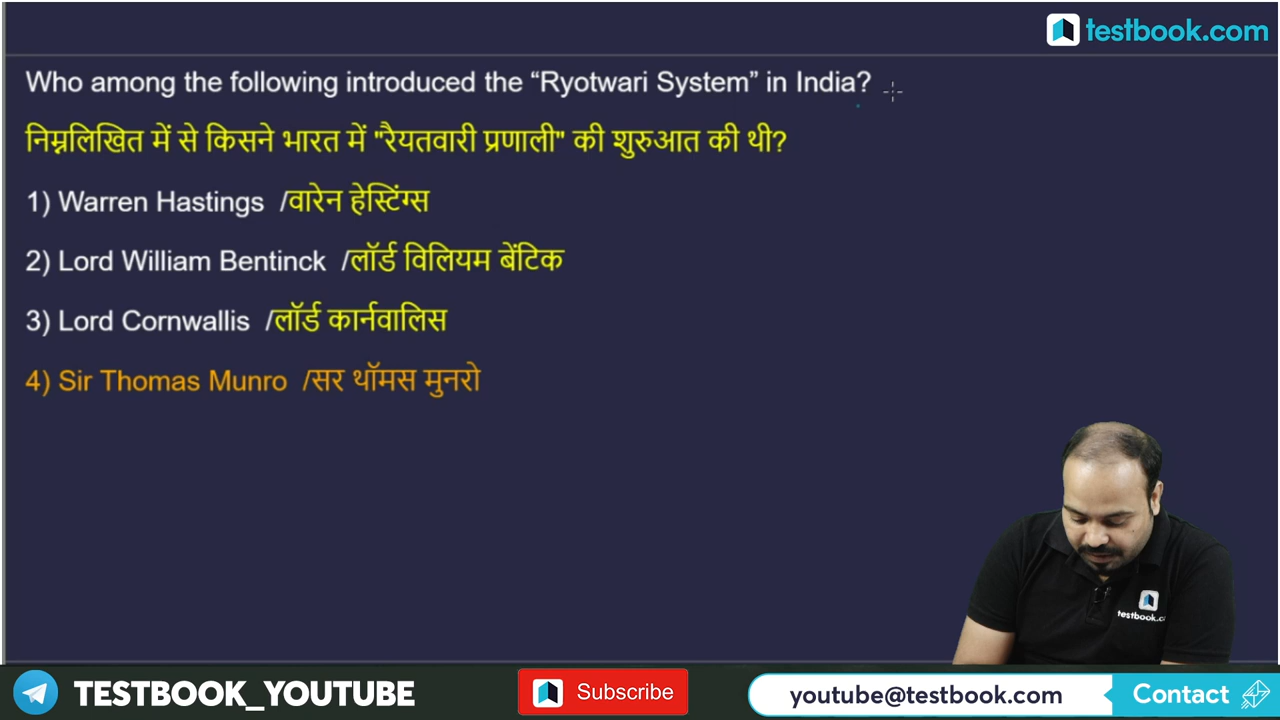 testbook.com
Who among the following introduced the “Ryotwari System” in India?
निम्नलिखित में से किसने भारत में "रैयतवारी प्रणाली" की शुरुआत की थी?
1) Warren Hastings /वारेन हेस्टिंग्स
2) Lord William Bentinck /लॉर्ड विलियम बेंटिक
3) Lord Cornwallis /लॉर्ड कार्नवालिस
4) Sir Thomas Munro /सर थॉमस मुनरो
testbook.co
TESTBOOK_YOUTUBE
Subscribe
youtube@testbook.com
Contact